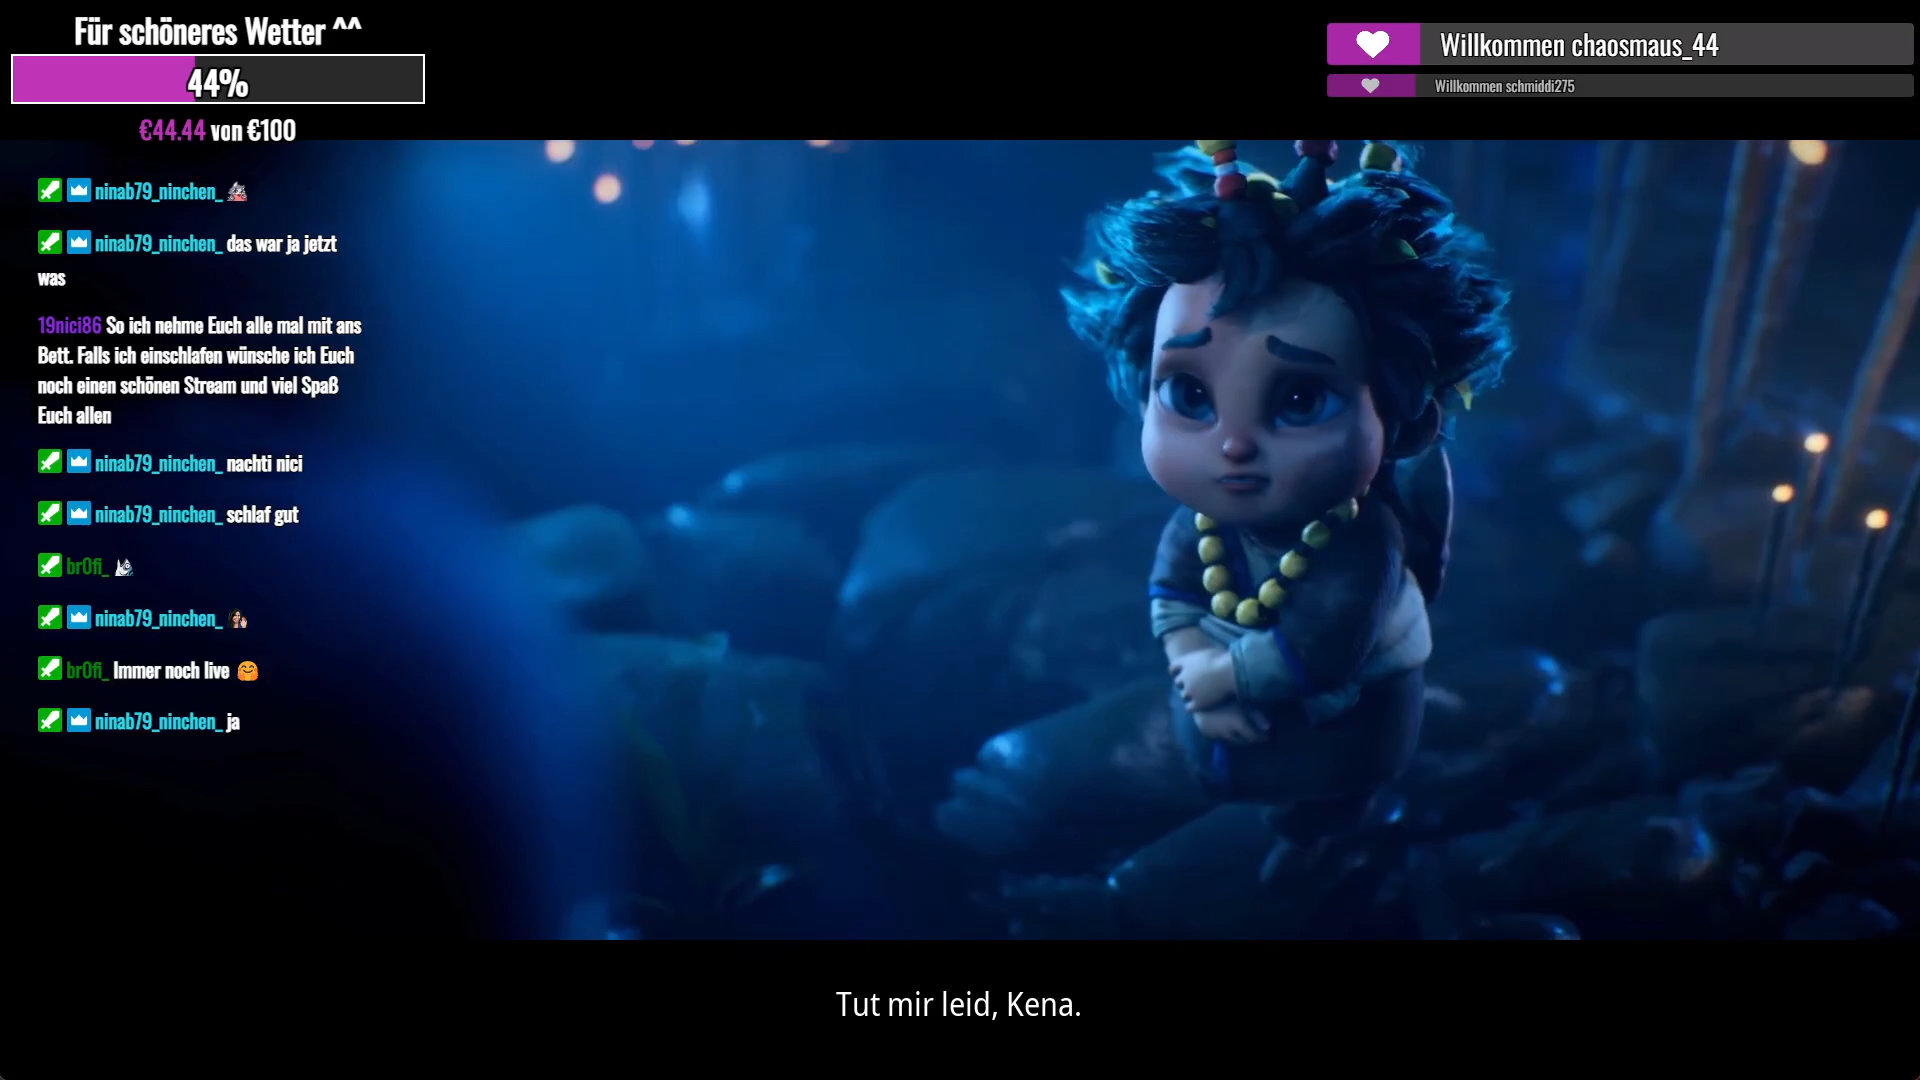 Für schöneres Wetter ^^
44%
€44.44 von €100
Willkommen chaosmaus_44
Willkommen schmiddi275
ninab79_ninchen_
ninab79_ninchen_ das war ja jetzt
was
19nici86 So ich nehme Euch alle mal mit ans
Bett. Falls ich einschlafen wünsche ich Euch
noch einen schönen Stream und viel Spaß
Euch allen
ninab79_ninchen_ nachti nici
ninab79_ninchen_ schlaf gut
br0fi_
ninab79_ninchen_
br0fi_ Immer noch live 🤗
ninab79_ninchen_ ja
Tut mir leid, Kena.